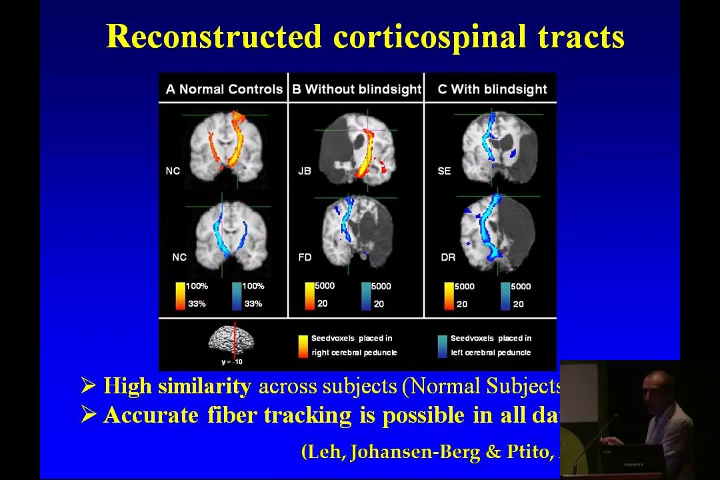 Reconstructed corticospinal tracts
A Normal Controls B Without blindsight C With blindsight
NC JB SE
NC FD DR
100% 100% 5000 5000 5000 5000
33% 33% 20 20 20 20
y = -10
Seedvoxels placed in right cerebral peduncle
Seedvoxels placed in left cerebral peduncle
➢ High similarity across subjects (Normal Subjects
➢ Accurate fiber tracking is possible in all da
(Leh, Johansen-Berg & Ptito,